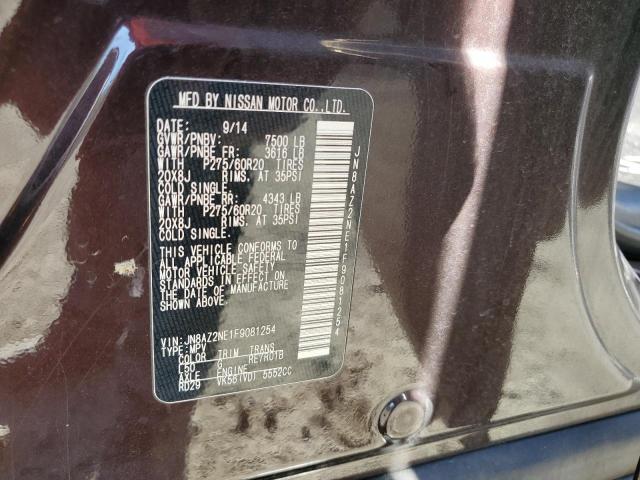 MFD BY NISSAN MOTOR CO.,LTD.
DATE: 9/14
GVWR/PNBV: 7500 LB
GAWR/PNBE FR: 3616 LB
WITH P275/60R20 TIRES
20X8J RIMS. AT 35PSI
COLD SINGLE.
GAWR/PNBE RR: 4343 LB
WITH P275/60R20 TIRES
20X8J RIMS. AT 35PSI
COLD SINGLE.
THIS VEHICLE CONFORMS TO
ALL APPLICABLE FEDERAL
MOTOR VEHICLE SAFETY
STANDARDS IN EFFECT ON
THE DATE OF MANUFACTURE
SHOWN ABOVE.
VIN: JN8AZ2NE1F9081254
TYPE: MPV
COLOR TRIM TRANS
L50 G RE7R01B
AXLE ENGINE
RD29 VK56(VD) 5552CC
JN8AZ2NE1F9081254